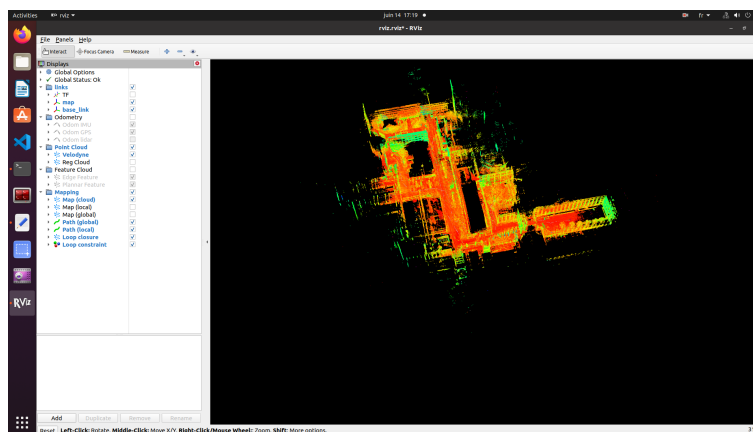 Activities
rviz
juin 14 17:19
fr
rviz.rviz* - RViz
File Panels Help
Interact Focus Camera Measure
Displays
Global Options
Global Status: Ok
links
TF
map
base_link
Odometry
Odom IMU
Odom GPS
Odom lidar
Point Cloud
Velodyne
Reg Cloud
Feature Cloud
Edge Feature
Plannar Feature
Mapping
Map (cloud)
Map (local)
Map (global)
Path (global)
Path (local)
Loop closure
Loop constraint
RViz
Add Duplicate Remove Rename
Reset Left-Click: Rotate. Middle-Click: Move X/Y. Right-Click/Mouse Wheel: Zoom. Shift: More options.